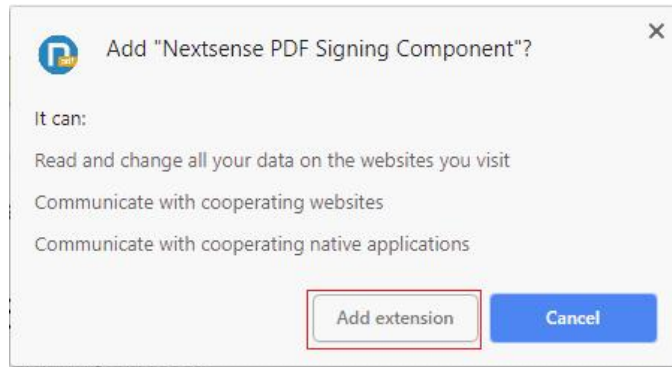 Add "Nextsense PDF Signing Component"?
It can:
Read and change all your data on the websites you visit
Communicate with cooperating websites
Communicate with cooperating native applications
Add extension
Cancel